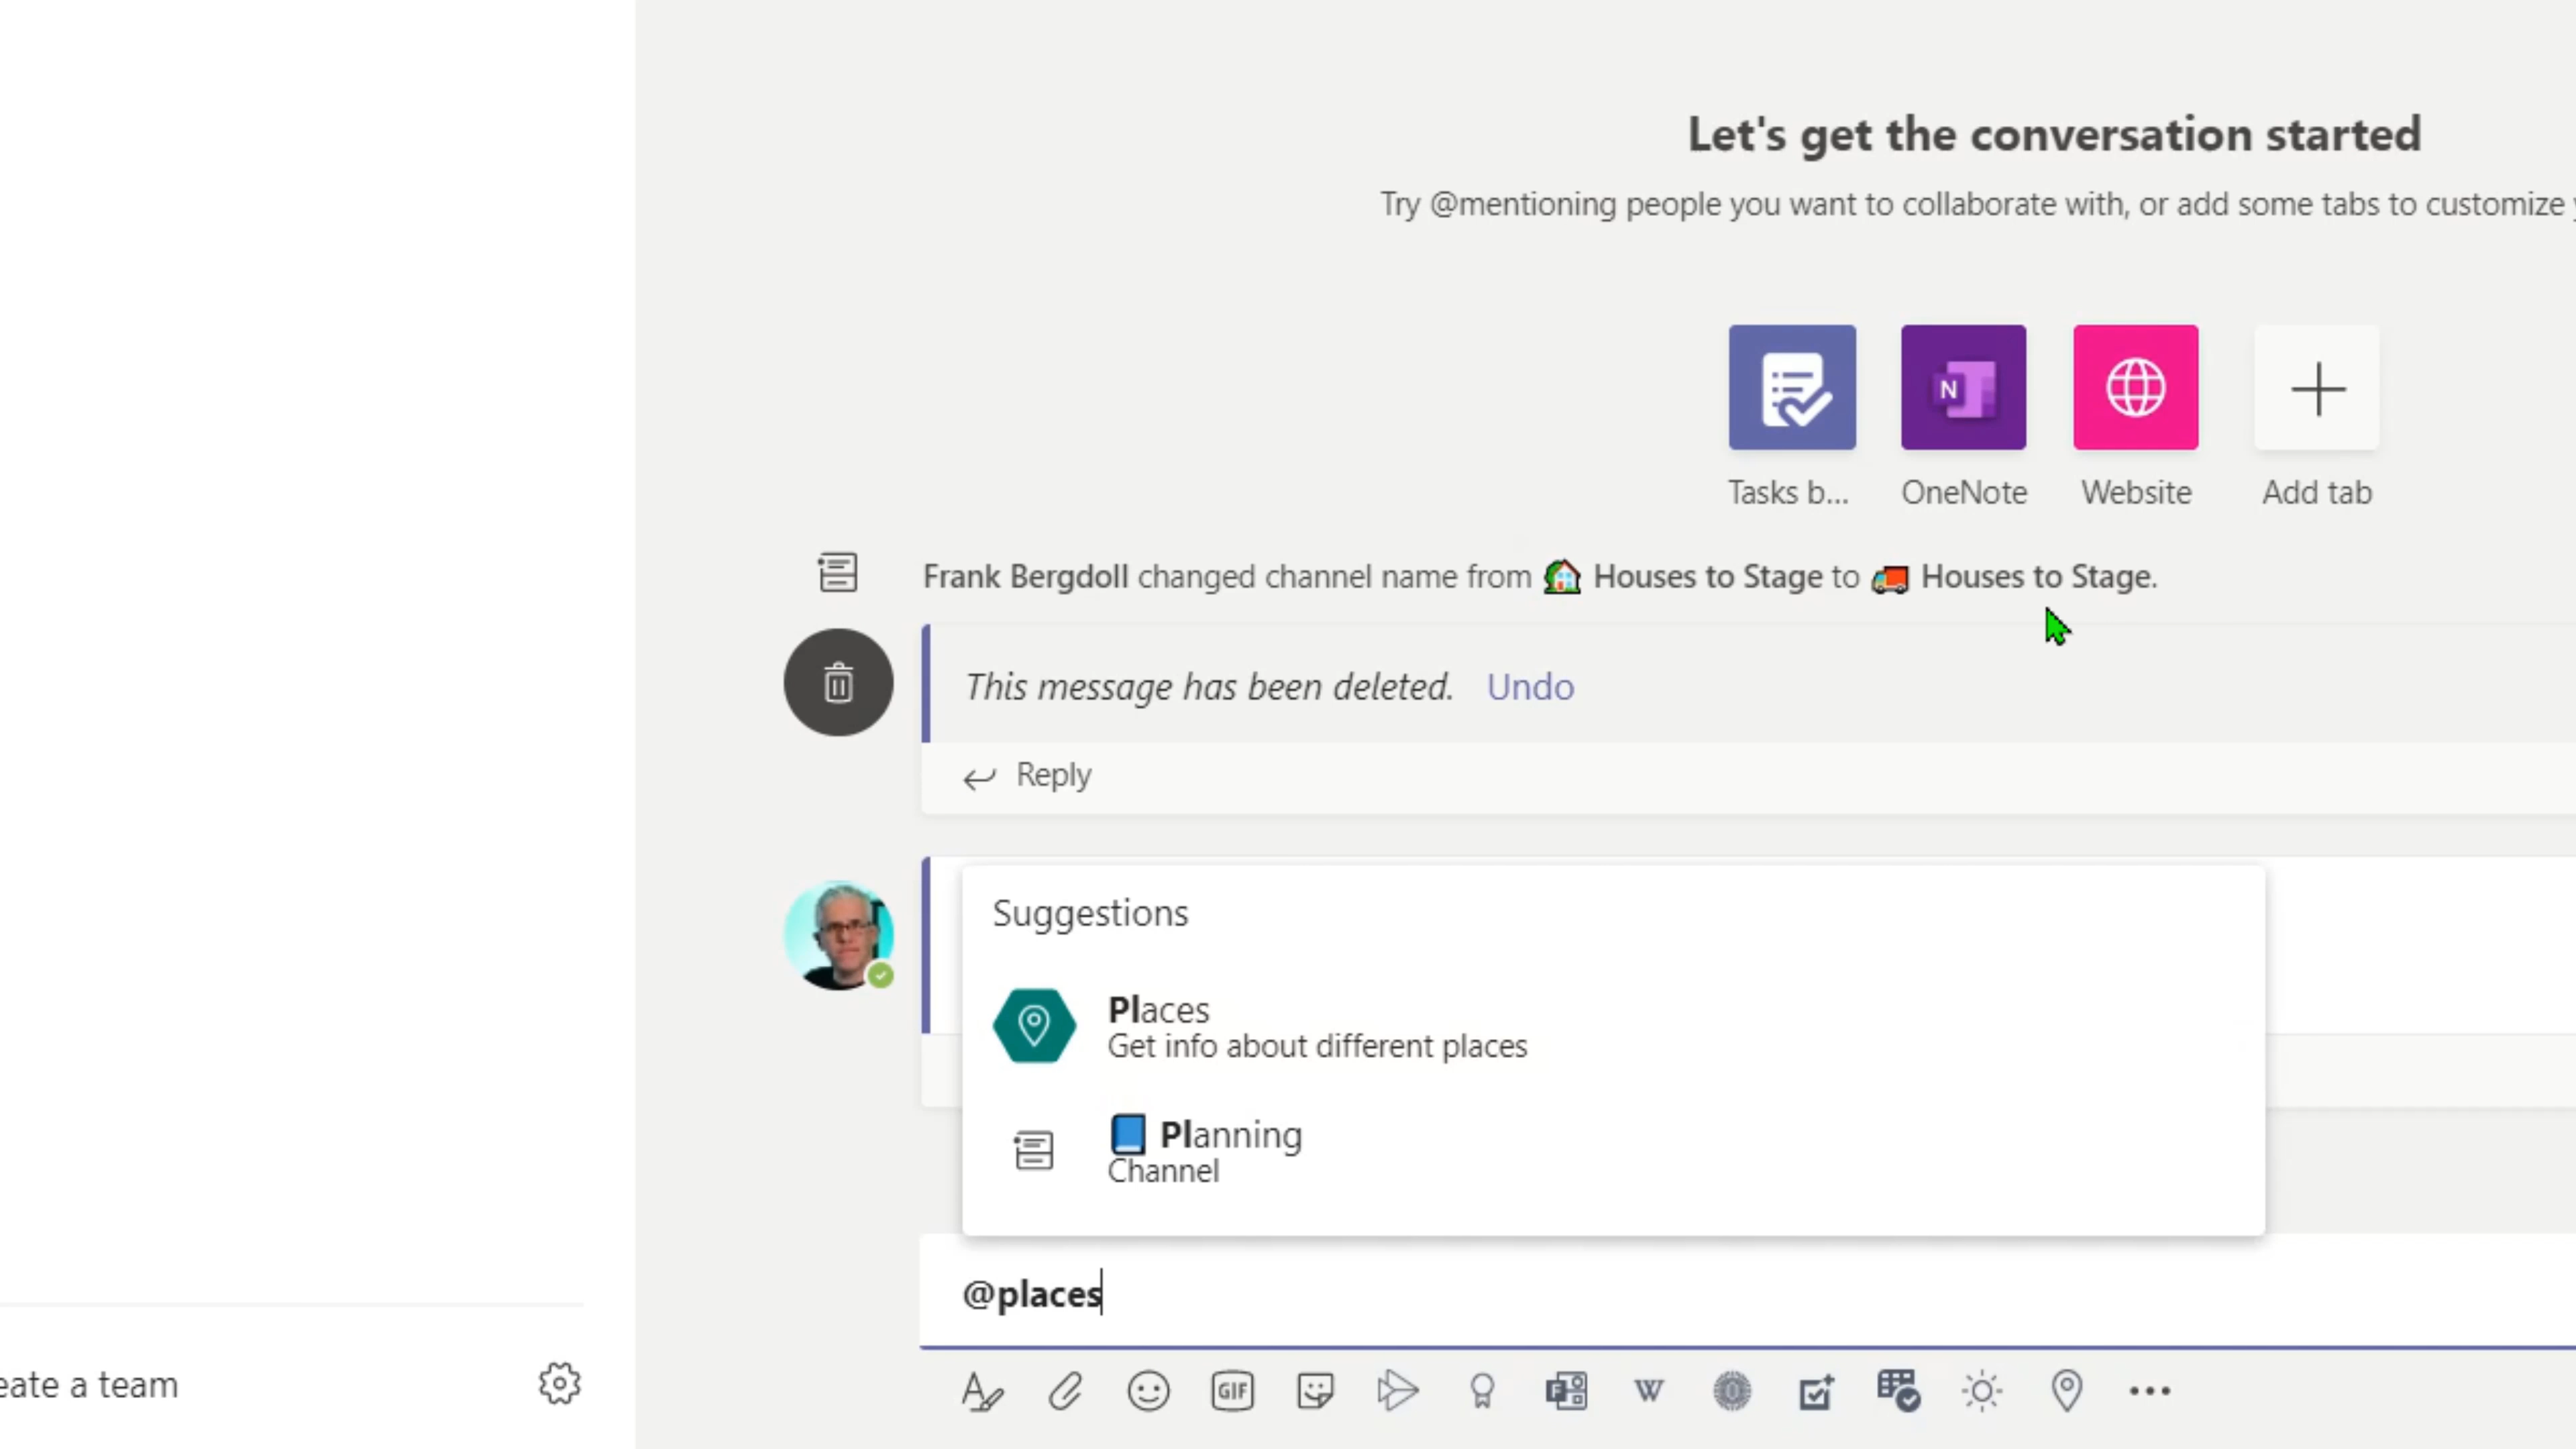 Let's get the conversation started
Try @mentioning people you want to collaborate with, or add some tabs to customize
N
Tasks b...
OneNote
Website
Add tab
Frank Bergdoll changed channel name from 🏡 Houses to Stage to 🚚 Houses to Stage.
This message has been deleted. Undo
Reply
Suggestions
Places
Get info about different places
📘 Planning
Channel
@places
eate a team
GIF
F
W